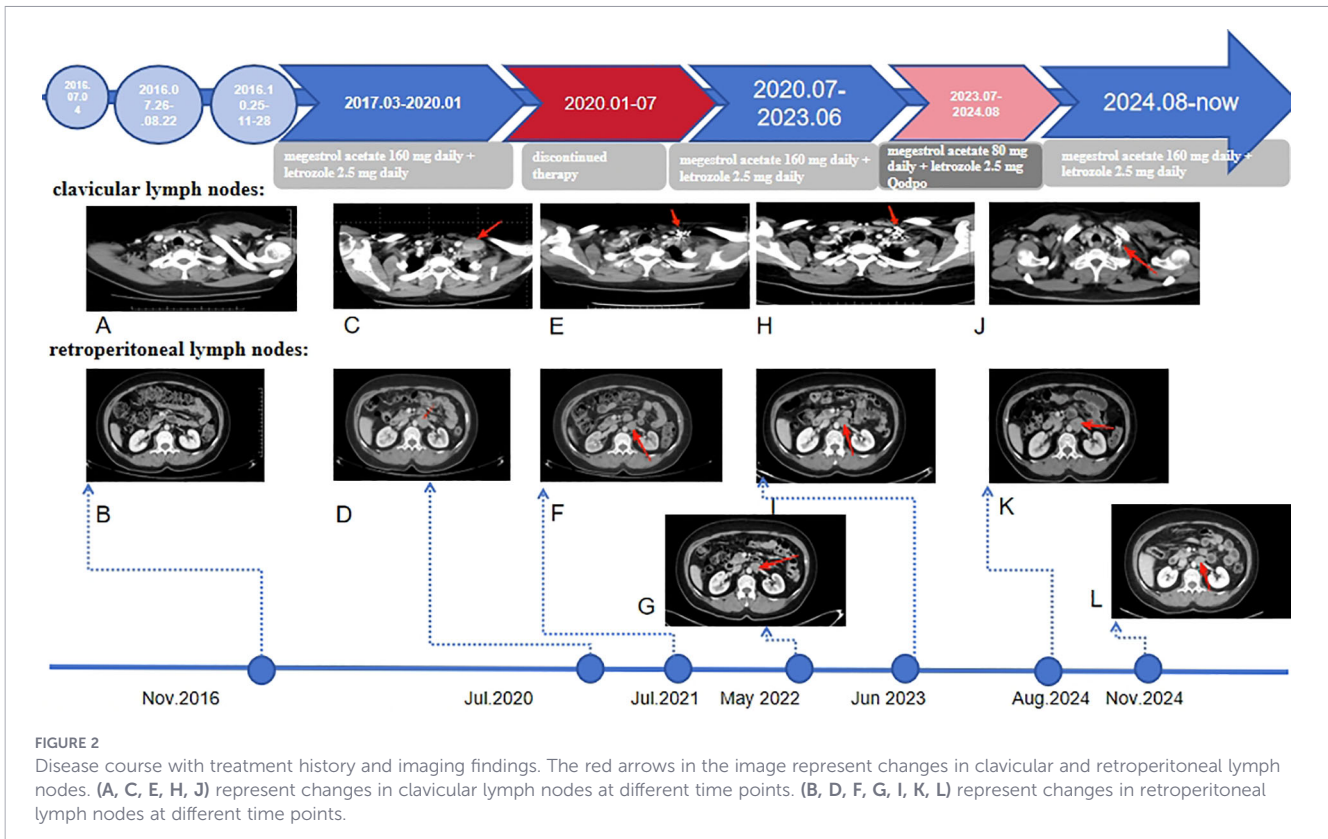 2016.
07.0
4
2016.0
7.26-
.08.22
2016.1
0.25-
11-28
2017.03-2020.01
2020.01-07
2020.07-
2023.06
2023.07-
2024.08
2024.08-now
megestrol acetate 160 mg daily +
letrozole 2.5 mg daily
discontinued
therapy
megestrol acetate 160 mg daily +
letrozole 2.5 mg daily
megestrol acetate 80 mg
daily + letrozole 2.5 mg
Qodpo
megestrol acetate 160 mg daily +
letrozole 2.5 mg daily
clavicular lymph nodes:
A
C
E
H
J
retroperitoneal lymph nodes:
B
D
F
I
K
G
L
Nov.2016
Jul.2020
Jul.2021
May 2022
Jun 2023
Aug.2024
Nov.2024
FIGURE 2
Disease course with treatment history and imaging findings. The red arrows in the image represent changes in clavicular and retroperitoneal lymph
nodes. (A, C, E, H, J) represent changes in clavicular lymph nodes at different time points. (B, D, F, G, I, K, L) represent changes in retroperitoneal
lymph nodes at different time points.